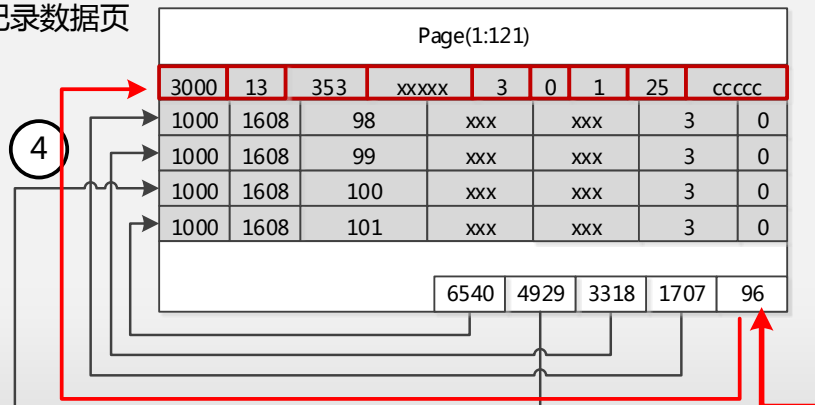 录数据页
Page(1:121)
3000 13 353 xxxxx 3 0 1 25 ccccc
1000 1608 98 xxx xxx 3 0
④
1000 1608 99 xxx xxx 3 0
1000 1608 100 xxx xxx 3 0
1000 1608 101 xxx xxx 3 0
6540 4929 3318 1707 96